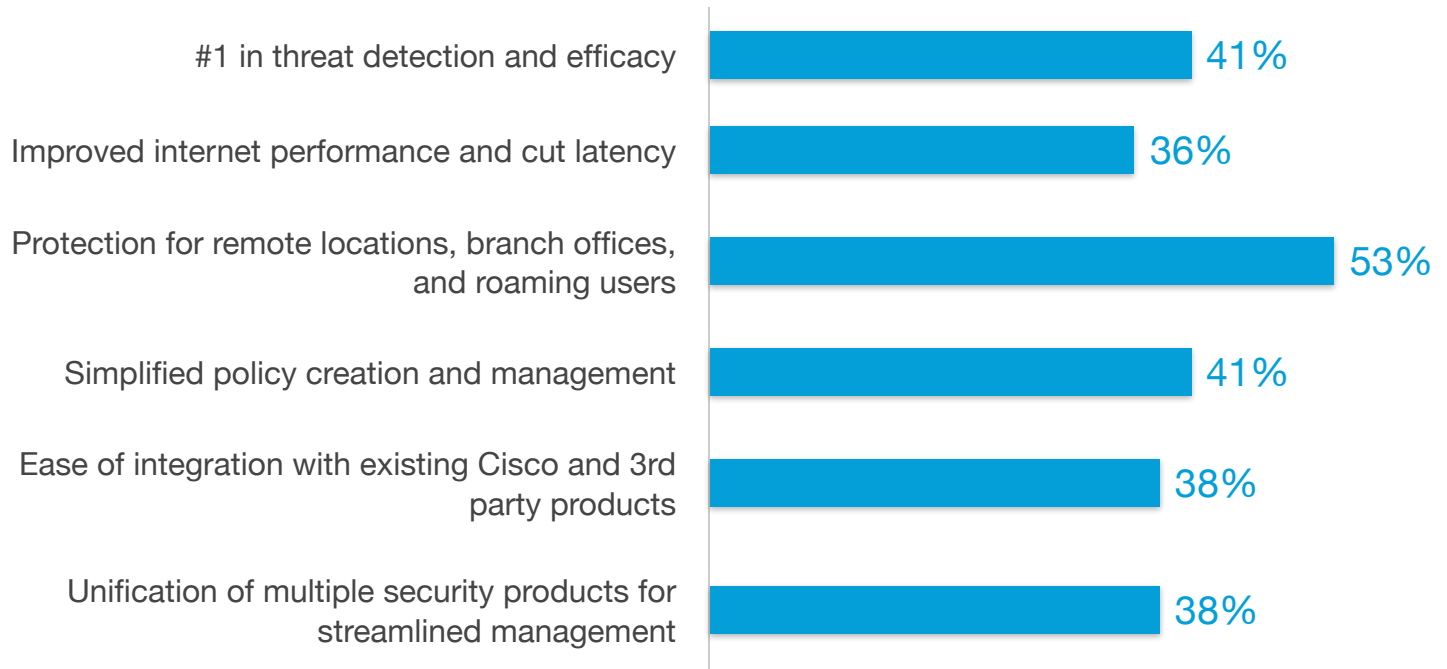 #1 in threat detection and efficacy
41%
Improved internet performance and cut latency
36%
Protection for remote locations, branch offices,
and roaming users
53%
Simplified policy creation and management
41%
Ease of integration with existing Cisco and 3rd
party products
38%
Unification of multiple security products for
streamlined management
38%